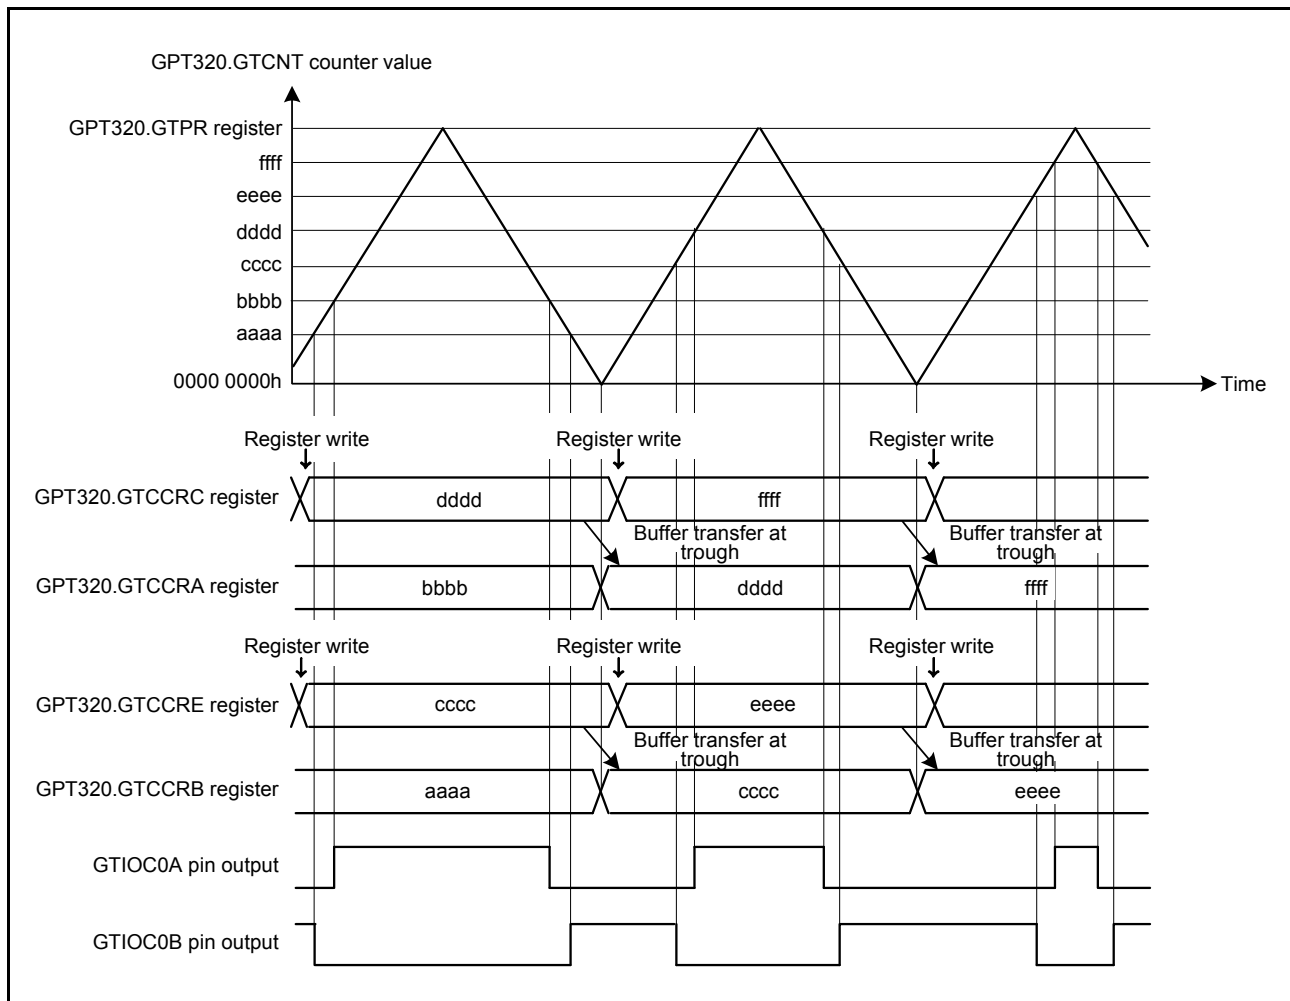 GPT320.GTCNT counter value
GPT320.GTPR register
ffff
eeee
dddd
cccc
bbbb
aaaa
0000 0000h
Time
Register write Register write Register write
GPT320.GTCCRC register dddd ffff
Buffer transfer at trough Buffer transfer at trough
GPT320.GTCCRA register bbbb dddd ffff
Register write Register write Register write
GPT320.GTCCRE register cccc eeee
Buffer transfer at trough Buffer transfer at trough
GPT320.GTCCRB register aaaa cccc eeee
GTIOC0A pin output
GTIOC0B pin output